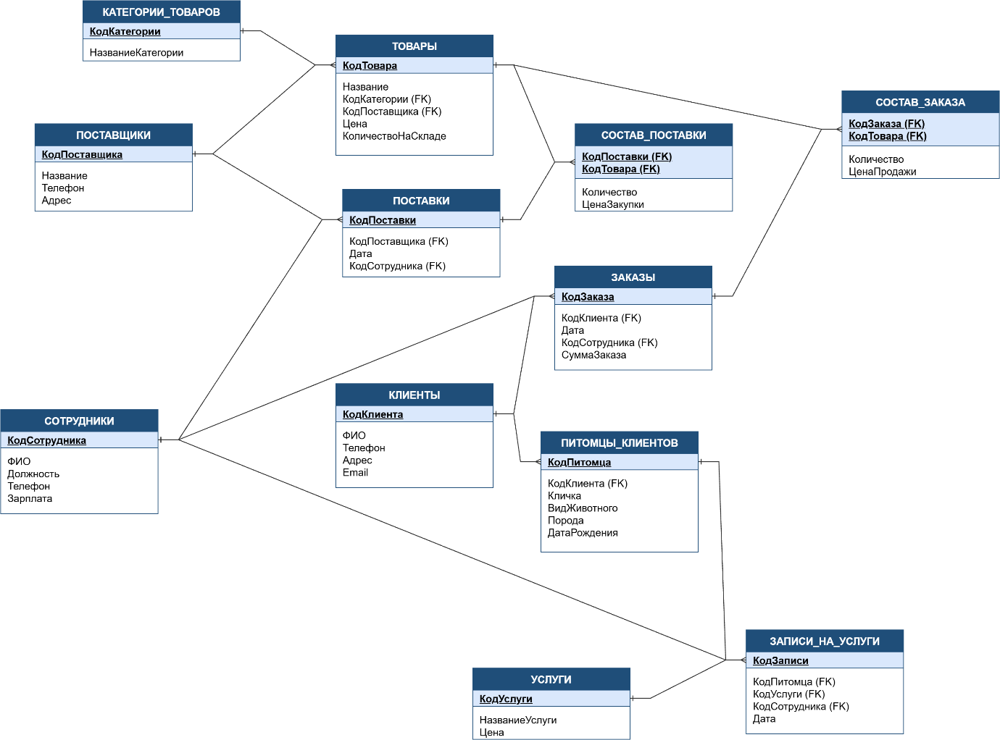 КАТЕГОРИИ_ТОВАРОВ
КодКатегории
НазваниеКатегории
ТОВАРЫ
КодТовара
Название
КодКатегории (FK)
КодПоставщика (FK)
Цена
КоличествоНаСкладе
СОСТАВ_ЗАКАЗА
КодЗаказа (FK)
КодТовара (FK)
Количество
ЦенаПродажи
ПОСТАВЩИКИ
КодПоставщика
Название
Телефон
Адрес
СОСТАВ_ПОСТАВКИ
КодПоставки (FK)
КодТовара (FK)
Количество
ЦенаЗакупки
ПОСТАВКИ
КодПоставки
КодПоставщика (FK)
Дата
КодСотрудника (FK)
ЗАКАЗЫ
КодЗаказа
КодКлиента (FK)
Дата
КодСотрудника (FK)
СуммаЗаказа
КЛИЕНТЫ
КодКлиента
ФИО
Телефон
Адрес
Email
СОТРУДНИКИ
КодСотрудника
ФИО
Должность
Телефон
Зарплата
ПИТОМЦЫ_КЛИЕНТОВ
КодПитомца
КодКлиента (FK)
Кличка
ВидЖивотного
Порода
ДатаРождения
ЗАПИСИ_НА_УСЛУГИ
КодЗаписи
КодПитомца (FK)
КодУслуги (FK)
КодСотрудника (FK)
Дата
УСЛУГИ
КодУслуги
НазваниеУслуги
Цена